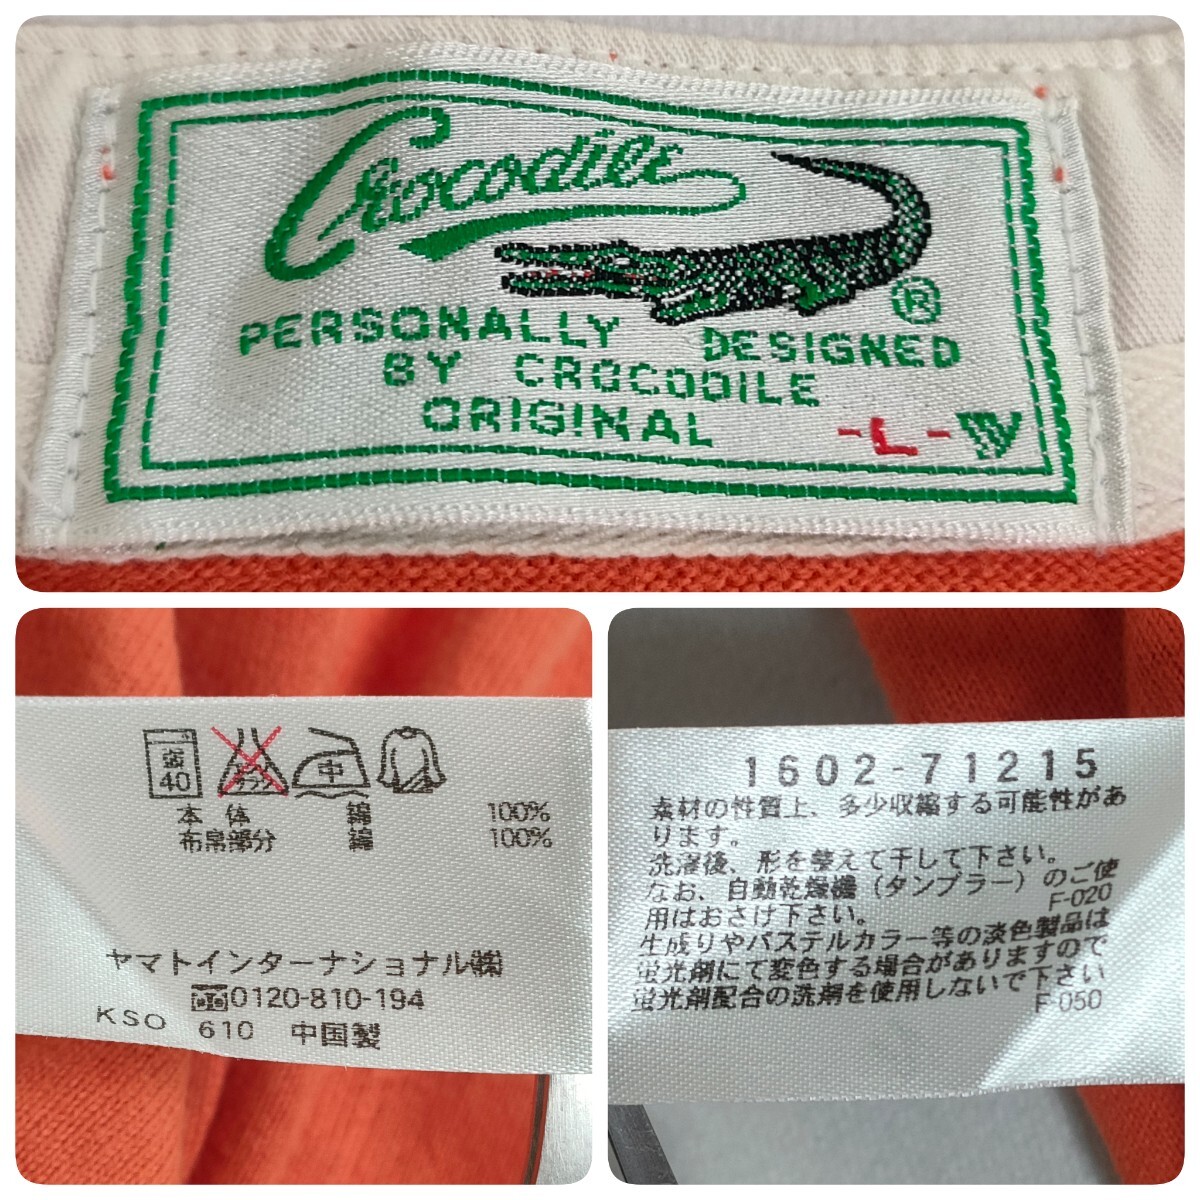 Crocodile
®
PERSONALLY DESIGNED
BY CROCODILE
ORIGINAL -L-
40
中
本体 綿 100%
布帛部分 綿 100%
ヤマトインターナショナル㈱
0120-810-194
KSO 610 中国製
1602-71215
素材の性質上、多少収縮する可能性があ
ります。
洗濯後、形を整えて干して下さい。
なお、自動乾燥機(タンブラー)のご使
用はおさけ下さい。 F-020
生成りやパステルカラー等の淡色製品は
蛍光剤にて変色する場合がありますので
蛍光剤配合の洗剤を使用しないで下さい
F-050